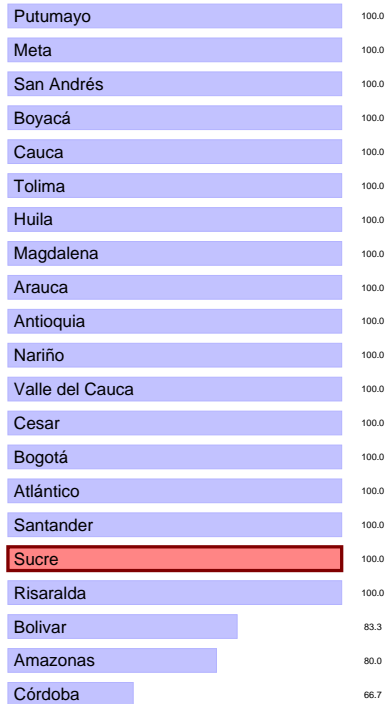 Putumayo 100.0
Meta 100.0
San Andrés 100.0
Boyacá 100.0
Cauca 100.0
Tolima 100.0
Huila 100.0
Magdalena 100.0
Arauca 100.0
Antioquia 100.0
Nariño 100.0
Valle del Cauca 100.0
Cesar 100.0
Bogotá 100.0
Atlántico 100.0
Santander 100.0
Sucre 100.0
Risaralda 100.0
Bolivar 83.3
Amazonas 80.0
Córdoba 66.7